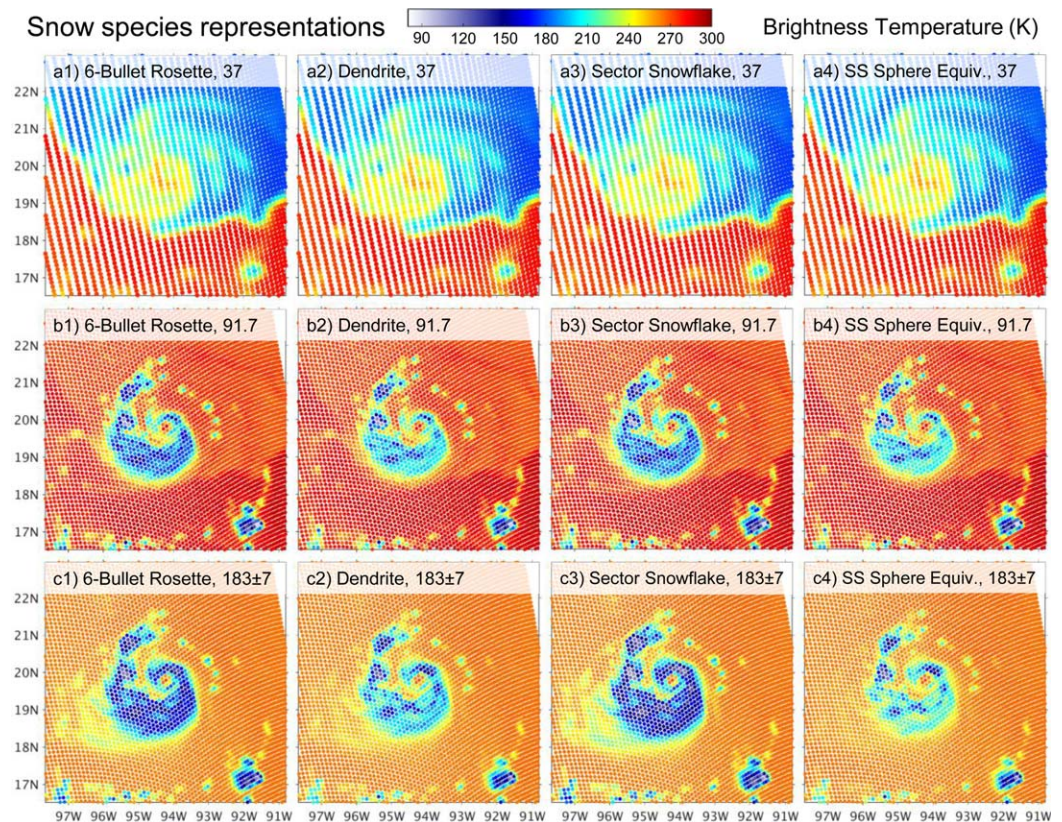 Snow species representations
90 120 150 180 210 240 270 300
Brightness Temperature (K)
a1) 6-Bullet Rosette, 37
a2) Dendrite, 37
a3) Sector Snowflake, 37
a4) SS Sphere Equiv., 37
22N
21N
20N
19N
18N
17N
b1) 6-Bullet Rosette, 91.7
b2) Dendrite, 91.7
b3) Sector Snowflake, 91.7
b4) SS Sphere Equiv., 91.7
22N
21N
20N
19N
18N
17N
c1) 6-Bullet Rosette, 183±7
c2) Dendrite, 183±7
c3) Sector Snowflake, 183±7
c4) SS Sphere Equiv., 183±7
22N
21N
20N
19N
18N
17N
97W 96W 95W 94W 93W 92W 91W
97W 96W 95W 94W 93W 92W 91W
97W 96W 95W 94W 93W 92W 91W
97W 96W 95W 94W 93W 92W 91W